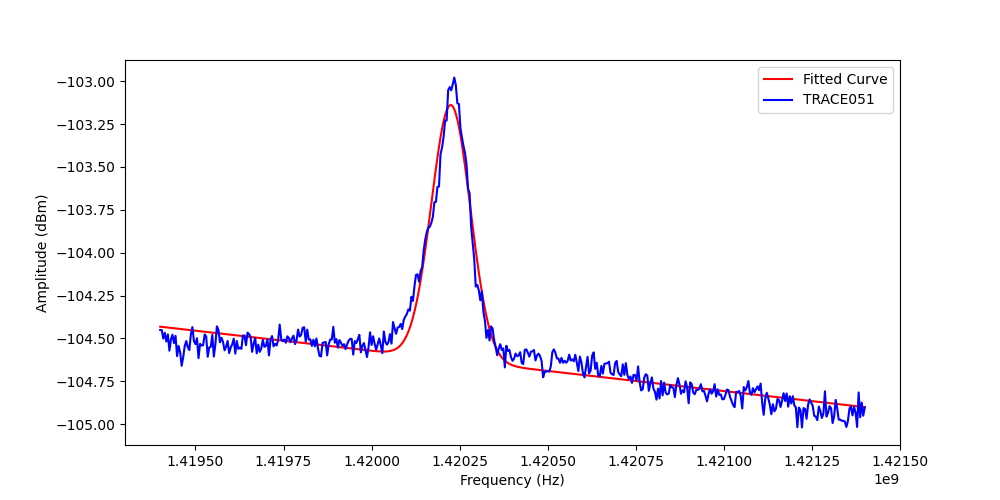 −103.00
−103.25
−103.50
−103.75
−104.00
−104.25
−104.50
−104.75
−105.00
Amplitude (dBm)
Fitted Curve
TRACE051
1.41950 1.41975 1.42000 1.42025 1.42050 1.42075 1.42100 1.42125 1.42150
1e9
Frequency (Hz)